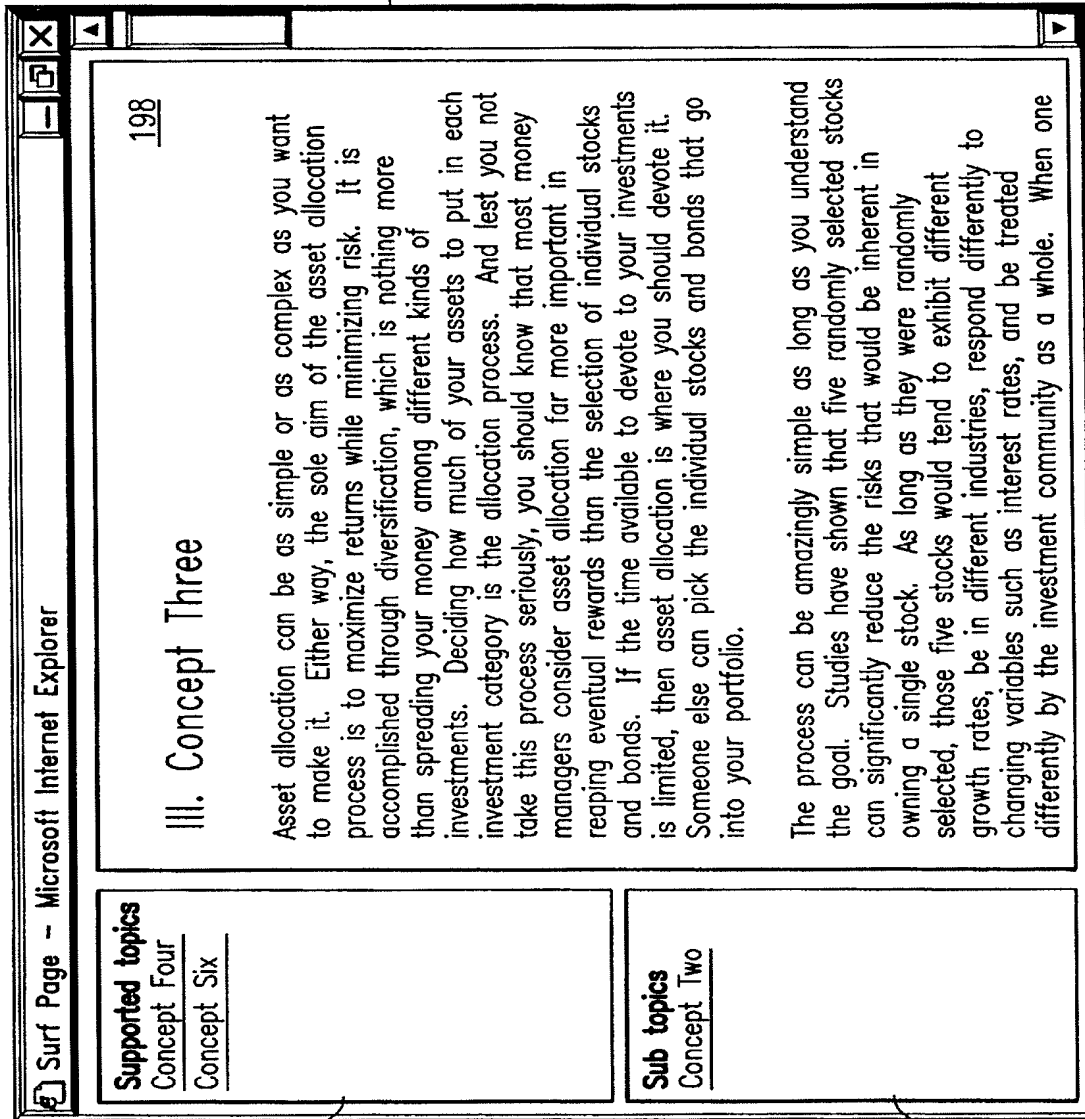 Surf Page - Microsoft Internet Explorer
Supported topics
Concept Four
Concept Six
Sub topics
Concept Two
III. Concept Three
198
Asset allocation can be as simple or as complex as you want
to make it. Either way, the sole aim of the asset allocation
process is to maximize returns while minimizing risk. It is
accomplished through diversification, which is nothing more
than spreading your money among different kinds of
investments. Deciding how much of your assets to put in each
investment category is the allocation process. And lest you not
take this process seriously, you should know that most money
managers consider asset allocation far more important in
reaping eventual rewards than the selection of individual stocks
and bonds. If the time available to devote to your investments
is limited, then asset allocation is where you should devote it.
Someone else can pick the individual stocks and bonds that go
into your portfolio.
The process can be amazingly simple as long as you understand
the goal. Studies have shown that five randomly selected stocks
can significantly reduce the risks that would be inherent in
owning a single stock. As long as they were randomly
selected, those five stocks would tend to exhibit different
growth rates, be in different industries, respond differently to
changing variables such as interest rates, and be treated
differently by the investment community as a whole. When one